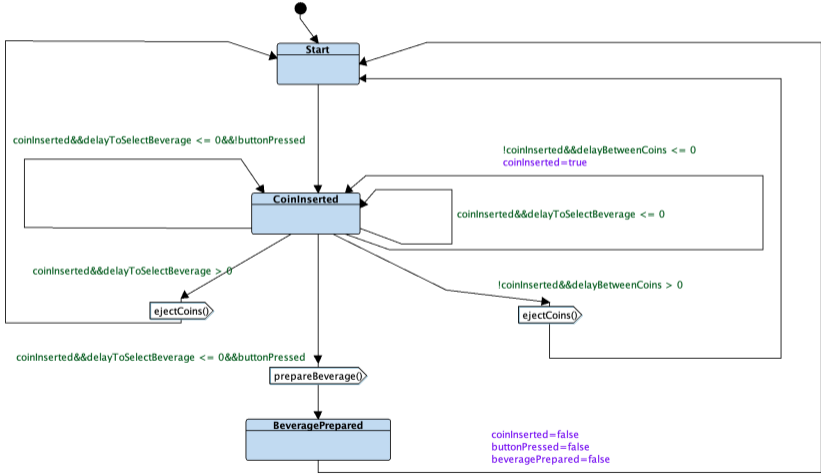 Start
coinInserted&&delayToSelectBeverage <= 0&&!buttonPressed
!coinInserted&&delayBetweenCoins <= 0
coinInserted=true
CoinInserted
coinInserted&&delayToSelectBeverage <= 0
coinInserted&&delayToSelectBeverage > 0
!coinInserted&&delayBetweenCoins > 0
ejectCoins()
ejectCoins()
coinInserted&&delayToSelectBeverage <= 0&&buttonPressed
prepareBeverage()
BeveragePrepared
coinInserted=false
buttonPressed=false
beveragePrepared=false